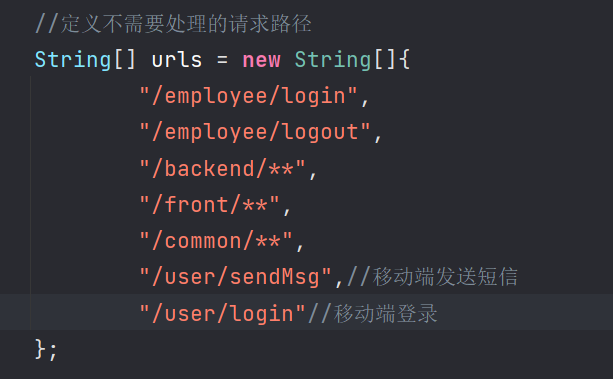 //定义不需要处理的请求路径
String[] urls = new String[]{
"/employee/login",
"/employee/logout",
"/backend/**",
"/front/**",
"/common/**",
"/user/sendMsg",//移动端发送短信
"/user/login"//移动端登录
};